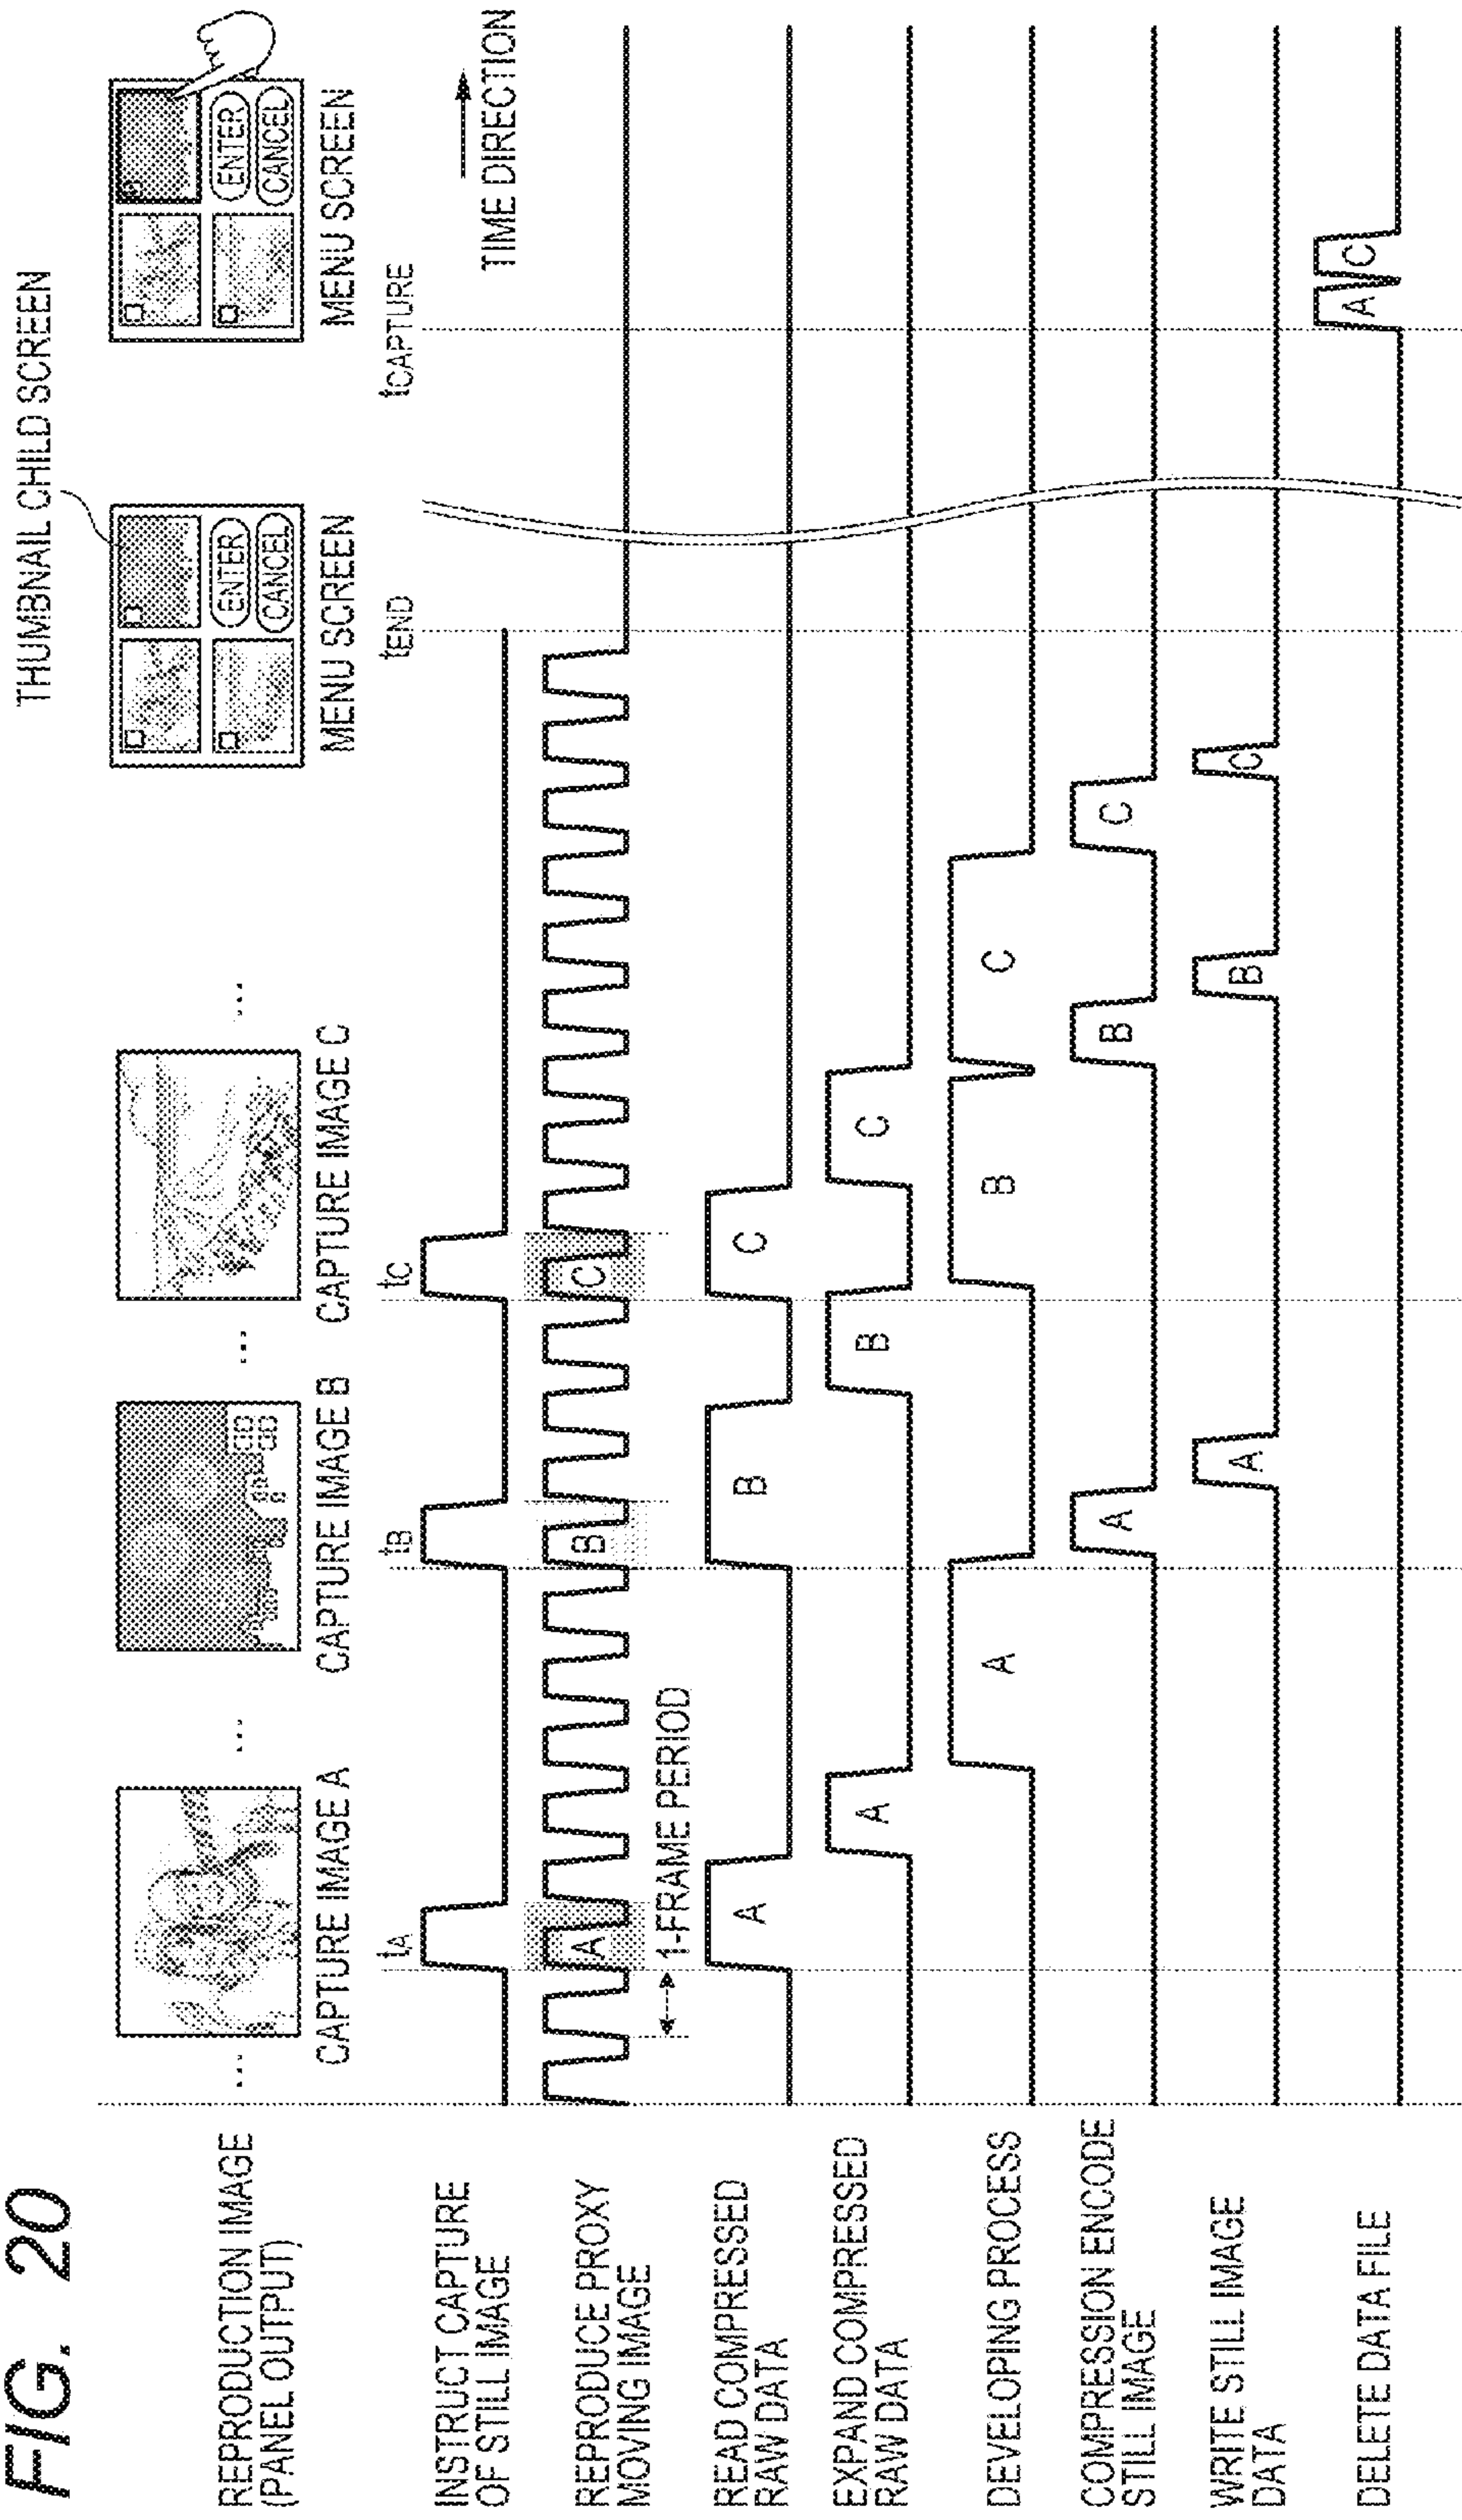 FIG. 20
THUMBNAIL CHILD SCREEN
REPRODUCTION IMAGE
(PANEL OUTPUT)
...
...
...
...
CAPTURE IMAGE A
CAPTURE IMAGE B
CAPTURE IMAGE C
ENTER
CANCEL
MENU SCREEN
ENTER
CANCEL
MENU SCREEN
tA
tB
tC
tEND
tCAPTURE
TIME DIRECTION
INSTRUCT CAPTURE
OF STILL IMAGE
REPRODUCE PROXY
MOVING IMAGE
A
B
C
1-FRAME PERIOD
READ COMPRESSED
RAW DATA
A
B
C
EXPAND COMPRESSED
RAW DATA
A
B
C
DEVELOPING PROCESS
A
B
C
COMPRESSION ENCODE
STILL IMAGE
A
B
C
WRITE STILL IMAGE
DATA
A
B
C
DELETE DATA FILE
A
C